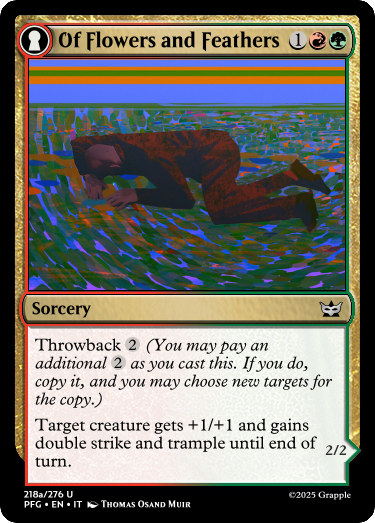 Of Flowers and Feathers 1
Sorcery
Throwback 2 (You may pay an
additional 2 as you cast this. If you do,
copy it, and you may choose new targets for
the copy.)
Target creature gets +1/+1 and gains
double strike and trample until end of
turn.
2/2
218a/276 U
PFG • EN • IT Thomas Osand Muir
©2025 Grapple